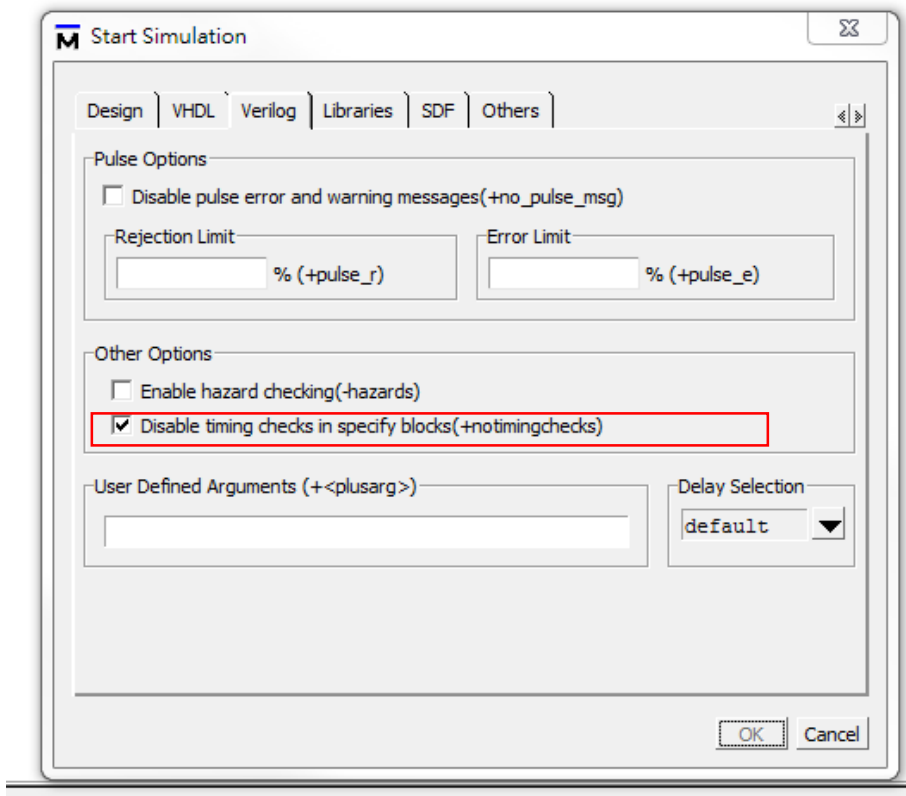 Start Simulation
Design VHDL Verilog Libraries SDF Others
Pulse Options
Disable pulse error and warning messages(+no_pulse_msg)
Rejection Limit Error Limit
% (+pulse_r) % (+pulse_e)
Other Options
Enable hazard checking(-hazards)
Disable timing checks in specify blocks(+notimingchecks)
User Defined Arguments (+<plusarg>) Delay Selection
default
OK Cancel